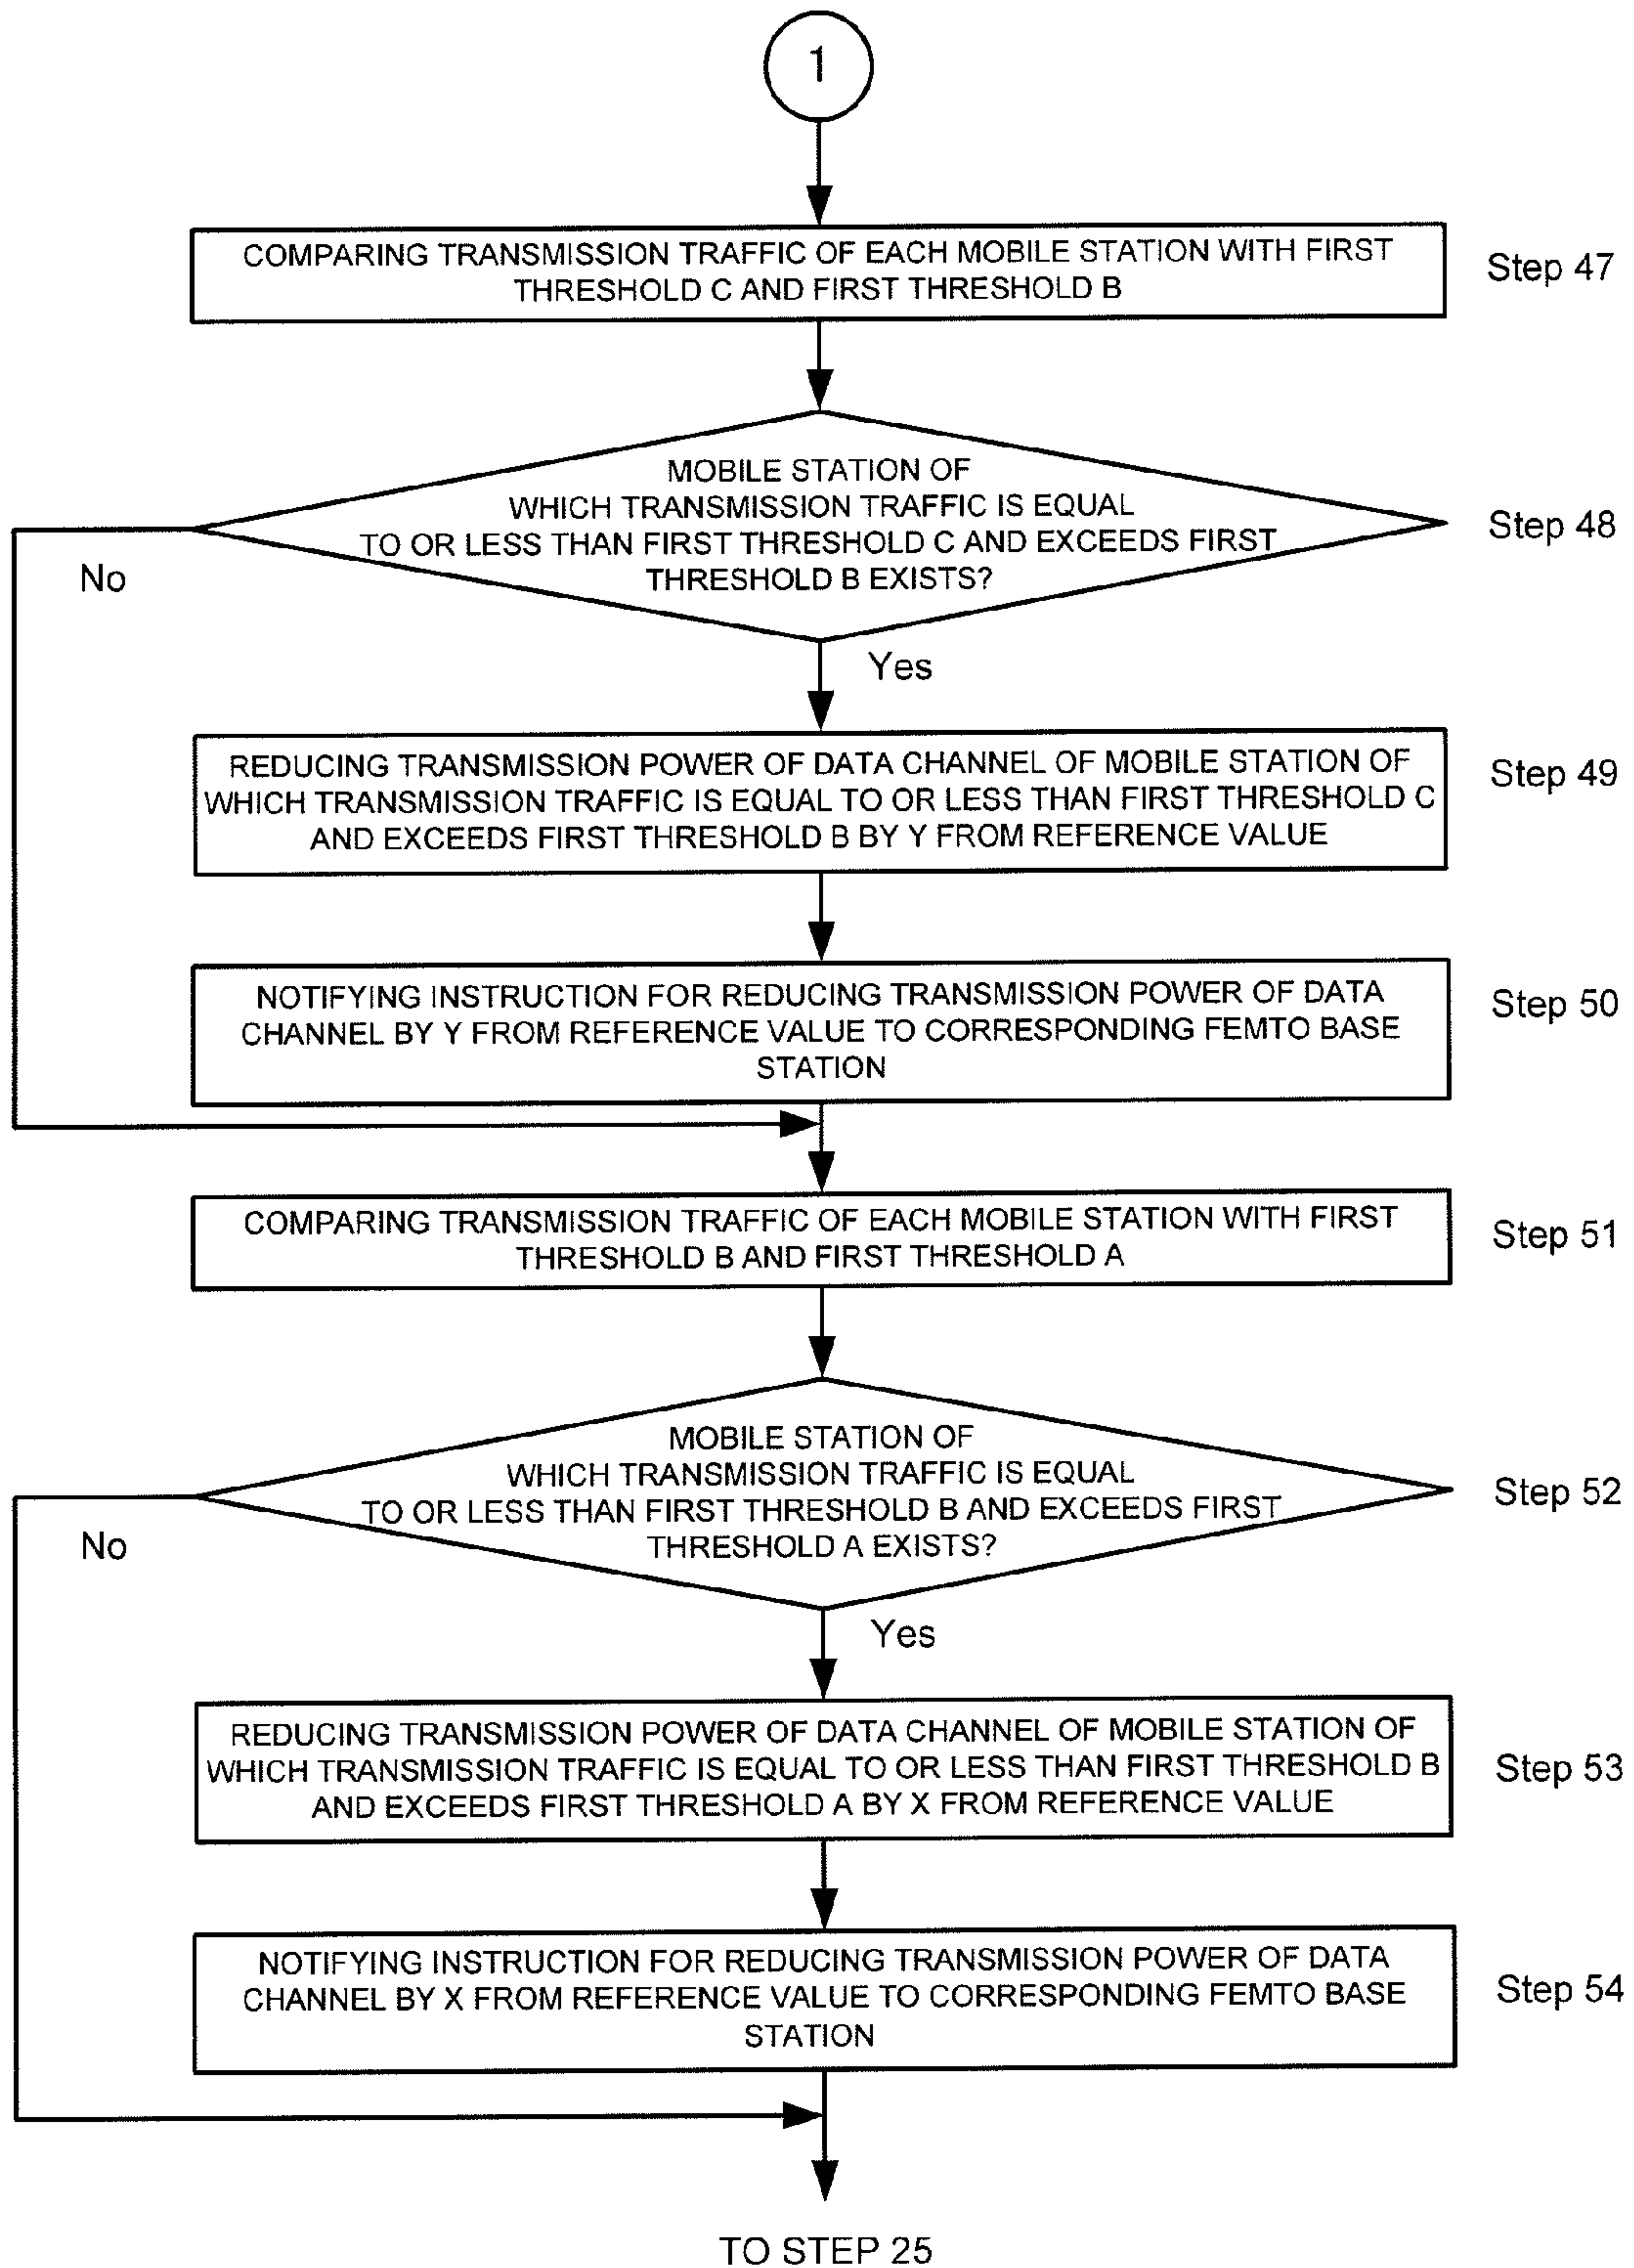 1
COMPARING TRANSMISSION TRAFFIC OF EACH MOBILE STATION WITH FIRST
THRESHOLD C AND FIRST THRESHOLD B
Step 47
MOBILE STATION OF
WHICH TRANSMISSION TRAFFIC IS EQUAL
TO OR LESS THAN FIRST THRESHOLD C AND EXCEEDS FIRST
THRESHOLD B EXISTS?
Step 48
No
Yes
REDUCING TRANSMISSION POWER OF DATA CHANNEL OF MOBILE STATION OF
WHICH TRANSMISSION TRAFFIC IS EQUAL TO OR LESS THAN FIRST THRESHOLD C
AND EXCEEDS FIRST THRESHOLD B BY Y FROM REFERENCE VALUE
Step 49
NOTIFYING INSTRUCTION FOR REDUCING TRANSMISSION POWER OF DATA
CHANNEL BY Y FROM REFERENCE VALUE TO CORRESPONDING FEMTO BASE
STATION
Step 50
COMPARING TRANSMISSION TRAFFIC OF EACH MOBILE STATION WITH FIRST
THRESHOLD B AND FIRST THRESHOLD A
Step 51
MOBILE STATION OF
WHICH TRANSMISSION TRAFFIC IS EQUAL
TO OR LESS THAN FIRST THRESHOLD B AND EXCEEDS FIRST
THRESHOLD A EXISTS?
Step 52
No
Yes
REDUCING TRANSMISSION POWER OF DATA CHANNEL OF MOBILE STATION OF
WHICH TRANSMISSION TRAFFIC IS EQUAL TO OR LESS THAN FIRST THRESHOLD B
AND EXCEEDS FIRST THRESHOLD A BY X FROM REFERENCE VALUE
Step 53
NOTIFYING INSTRUCTION FOR REDUCING TRANSMISSION POWER OF DATA
CHANNEL BY X FROM REFERENCE VALUE TO CORRESPONDING FEMTO BASE
STATION
Step 54
TO STEP 25